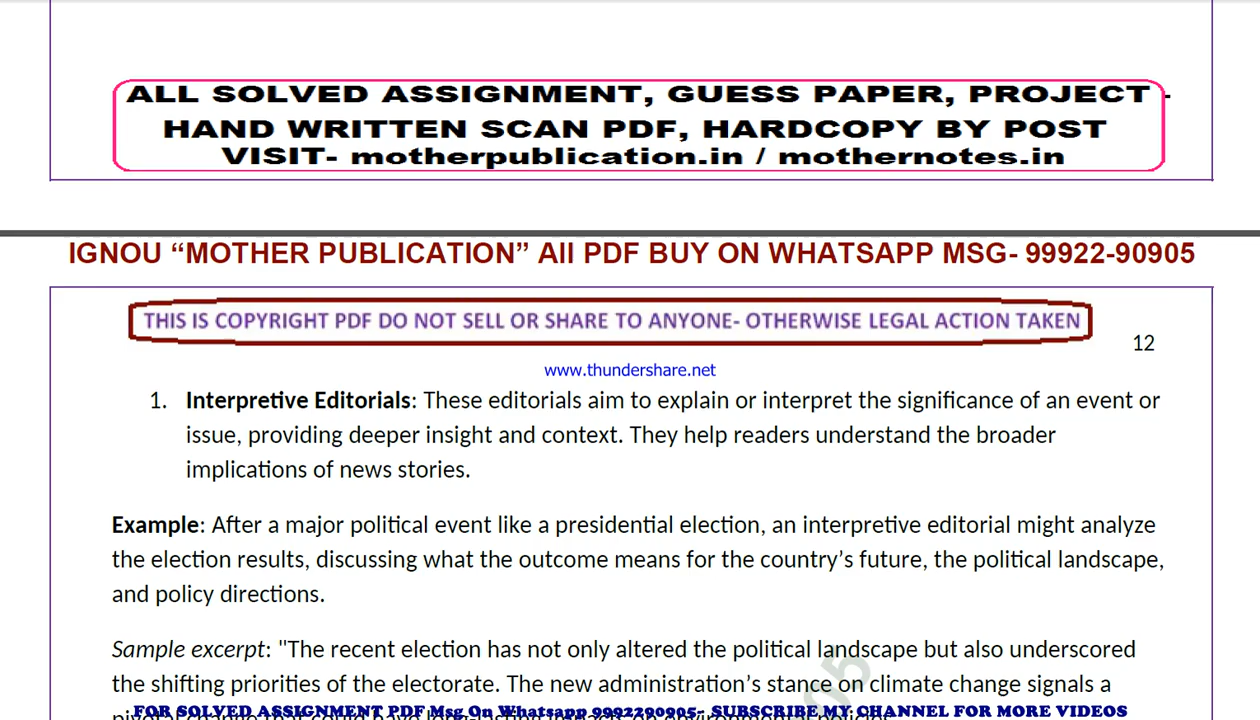 ALL SOLVED ASSIGNMENT, GUESS PAPER, PROJECT -
HAND WRITTEN SCAN PDF, HARDCOPY BY POST
VISIT- motherpublication.in / mothernotes.in
IGNOU “MOTHER PUBLICATION” All PDF BUY ON WHATSAPP MSG- 99922-90905
THIS IS COPYRIGHT PDF DO NOT SELL OR SHARE TO ANYONE- OTHERWISE LEGAL ACTION TAKEN
12
www.thundershare.net
1. Interpretive Editorials: These editorials aim to explain or interpret the significance of an event or
issue, providing deeper insight and context. They help readers understand the broader
implications of news stories.
Example: After a major political event like a presidential election, an interpretive editorial might analyze
the election results, discussing what the outcome means for the country’s future, the political landscape,
and policy directions.
Sample excerpt: "The recent election has not only altered the political landscape but also underscored
the shifting priorities of the electorate. The new administration’s stance on climate change signals a
FOR SOLVED ASSIGNMENT PDF Msg On Whatsapp 9992290905- SUBSCRIBE MY CHANNEL FOR MORE VIDEOS